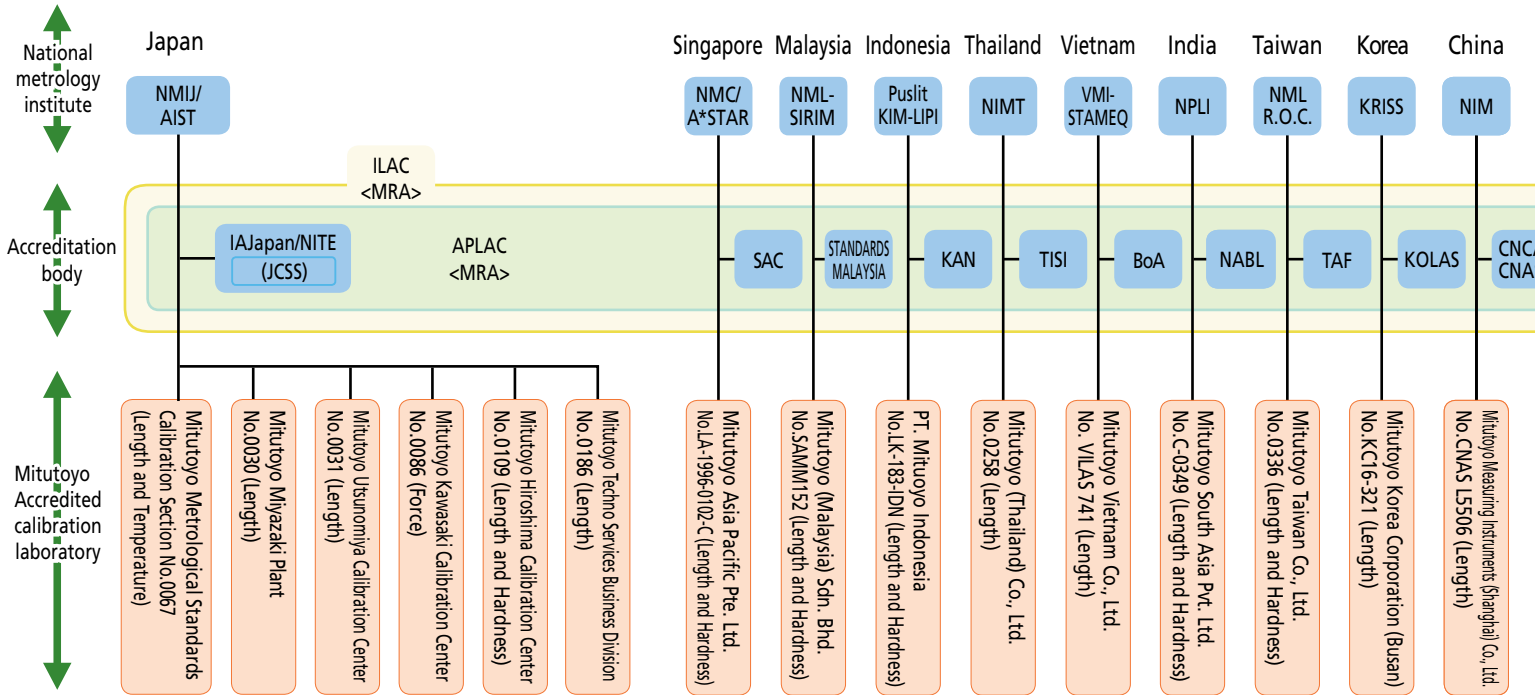 National
metrology
institute
Japan
Singapore
Malaysia
Indonesia
Thailand
Vietnam
India
Taiwan
Korea
China
NMIJ/
AIST
NMC/
A*STAR
NML-
SIRIM
Puslit
KIM-LIPI
NIMT
VMI-
STAMEQ
NPLI
NML
R.O.C.
KRISS
NIM
ILAC
<MRA>
Accreditation
body
IAJapan/NITE
(JCSS)
APLAC
<MRA>
SAC
STANDARDS
MALAYSIA
KAN
TISI
BoA
NABL
TAF
KOLAS
CNAS
Mitutoyo
Accredited
calibration
laboratory
Mitutoyo Metrological Standards
Calibration Section No.0067
(Length and Temperature)
Mitutoyo Miyazaki Plant
No.0030 (Length)
Mitutoyo Utsunomiya Calibration Center
No.0031 (Length)
Mitutoyo Kawasaki Calibration Center
No.0086 (Force)
Mitutoyo Hiroshima Calibration Center
No.0109 (Length and Hardness)
Mitutoyo Techno Services Business Division
No.0186 (Length)
Mitutoyo Asia Pacific Pte. Ltd.
No.LA-1996-0102-C (Length and Hardness)
Mitutoyo (Malaysia) Sdn. Bhd.
No.SAMM152 (Length and Hardness)
PT. Mitutoyo Indonesia
No.LK-183-IDN (Length and Hardness)
Mitutoyo (Thailand) Co., Ltd.
No.0258 (Length)
Mitutoyo Vietnam Co., Ltd.
No. VILAS 741 (Length)
Mitutoyo South Asia Pvt. Ltd.
No.C-0349 (Length and Hardness)
Mitutoyo Taiwan Co., Ltd.
No.0336 (Length and Hardness)
Mitutoyo Korea Corporation (Busan)
No.KC16-321 (Length)
Mitutoyo Measuring Instruments (Shanghai) Co., Ltd.
No.CNAS L5506 (Length)